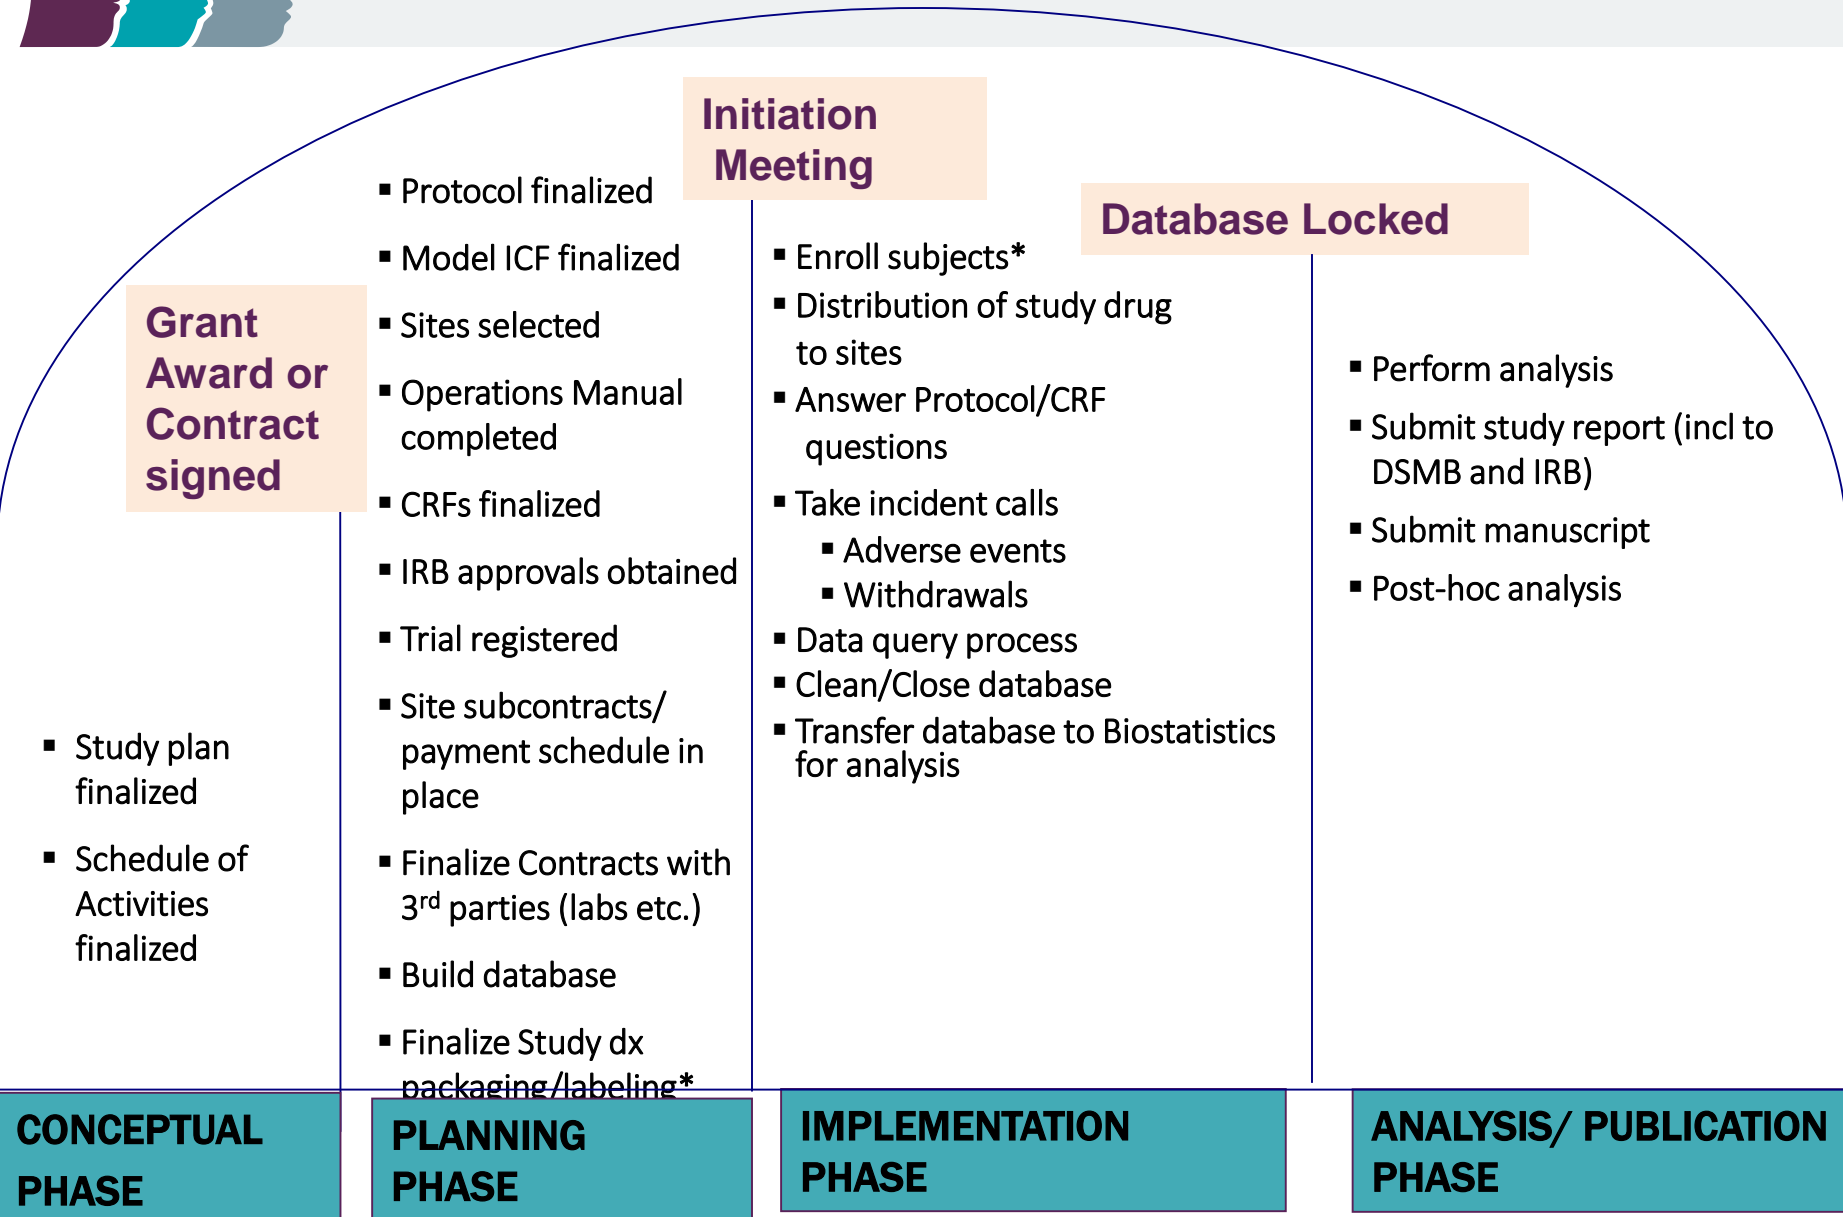 Initiation
Meeting
Database Locked
Grant
Award or
Contract
signed
▪ Study plan
finalized
▪ Schedule of
Activities
finalized
▪ Protocol finalized
▪ Model ICF finalized
▪ Sites selected
▪ Operations Manual
completed
▪ CRFs finalized
▪ IRB approvals obtained
▪ Trial registered
▪ Site subcontracts/
payment schedule in
place
▪ Finalize Contracts with
3rd parties (labs etc.)
▪ Build database
▪ Finalize Study dx
packaging/labeling*
▪ Enroll subjects*
▪ Distribution of study drug
to sites
▪ Answer Protocol/CRF
questions
▪ Take incident calls
▪ Adverse events
▪ Withdrawals
▪ Data query process
▪ Clean/Close database
▪ Transfer database to Biostatistics
for analysis
▪ Perform analysis
▪ Submit study report (incl to
DSMB and IRB)
▪ Submit manuscript
▪ Post-hoc analysis
CONCEPTUAL
PHASE
PLANNING
PHASE
IMPLEMENTATION
PHASE
ANALYSIS/ PUBLICATION
PHASE